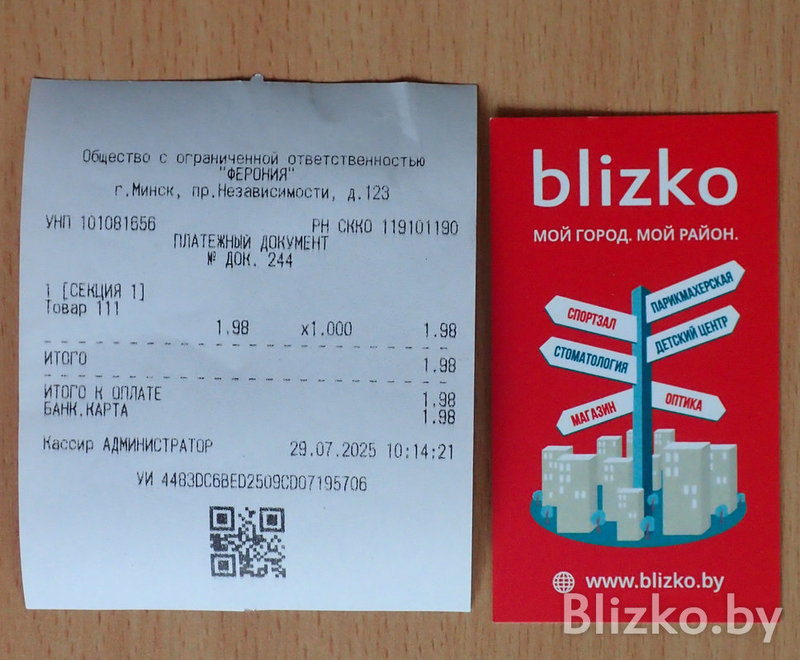 Общество с ограниченной ответственностью
"ФЕРОНИЯ"
г.Минск, пр.Независимости, д.123
УНП 101081656 РН СККО 119101190
ПЛАТЕЖНЫЙ ДОКУМЕНТ
№ ДОК. 244
1 [СЕКЦИЯ 1]
Товар 111
1.98 x1.000 1.98
ИТОГО 1.98
ИТОГО К ОПЛАТЕ 1.98
БАНК.КАРТА 1.98
Кассир АДМИНИСТРАТОР 29.07.2025 10:14:21
УИ 4483DC6BED2509CD07195706
blizko
МОЙ ГОРОД. МОЙ РАЙОН.
ПАРИКМАХЕРСКАЯ
СПОРТЗАЛ
ДЕТСКИЙ ЦЕНТР
СТОМАТОЛОГИЯ
МАГАЗИН
ОПТИКА
www.blizko.by
Blizko.by